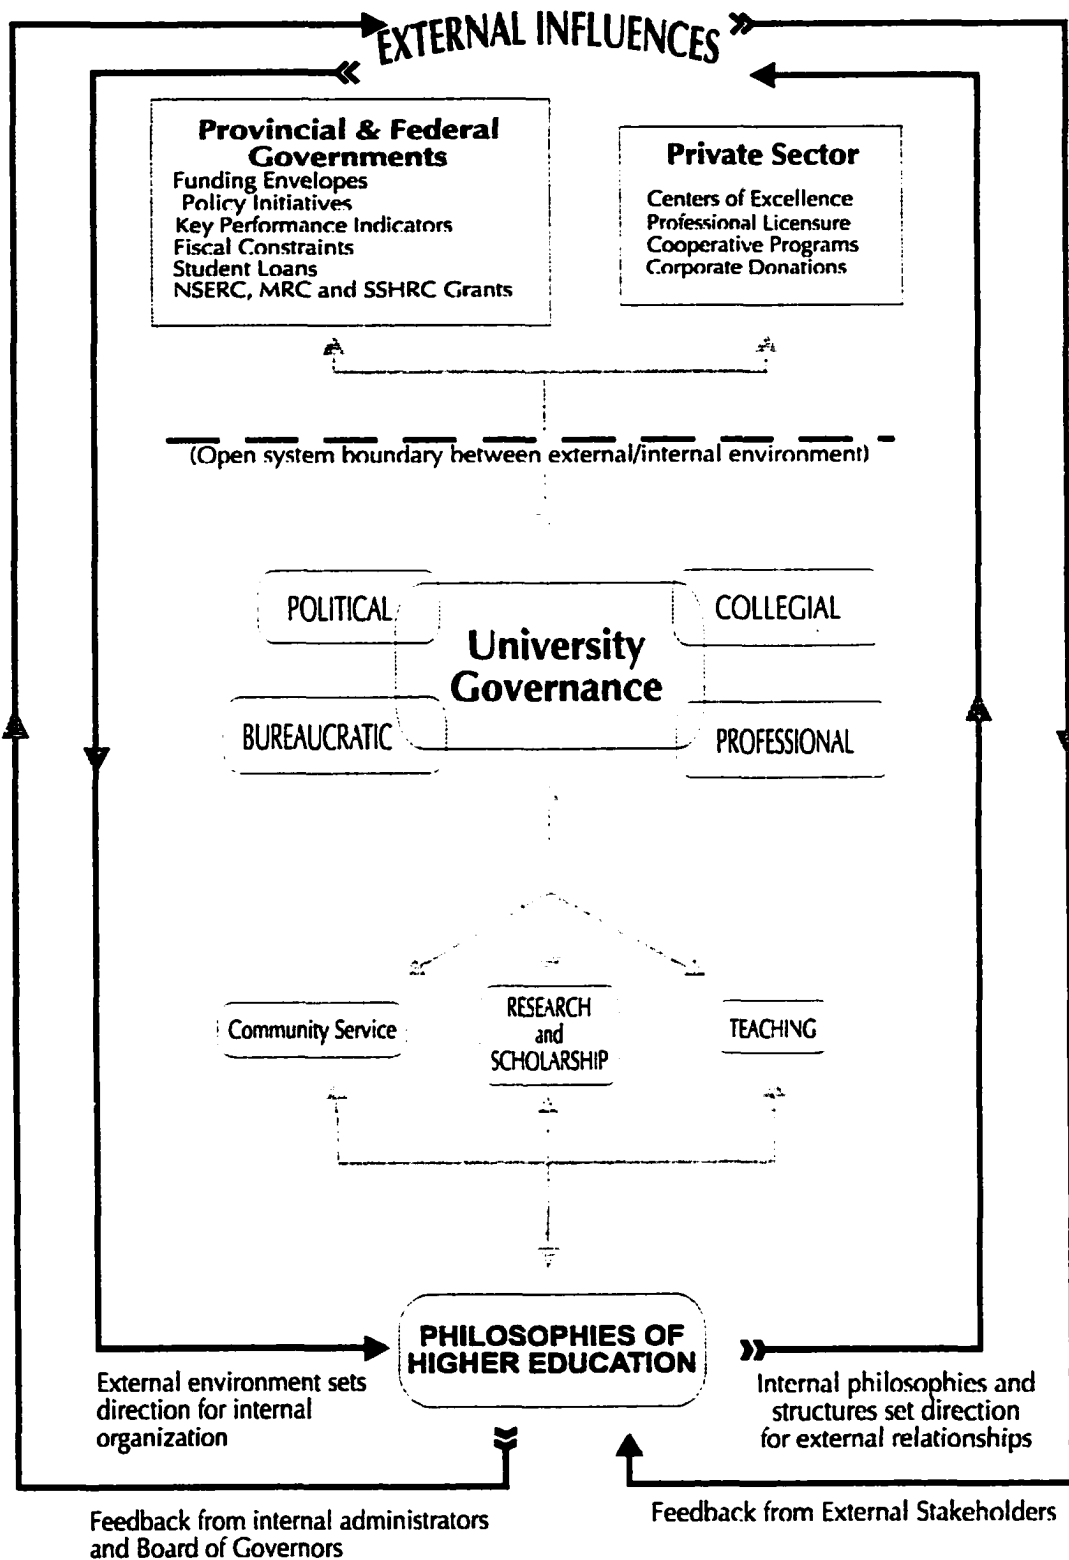 EXTERNAL INFLUENCES
Provincial & Federal
Governments
Funding Envelopes
Policy Initiatives
Key Performance Indicators
Fiscal Constraints
Student Loans
NSERC, MRC and SSHRC Grants
Private Sector
Centers of Excellence
Professional Licensure
Cooperative Programs
Corporate Donations
(Open system boundary between external/internal environment)
POLITICAL
COLLEGIAL
University
Governance
BUREAUCRATIC
PROFESSIONAL
Community Service
RESEARCH
and
SCHOLARSHIP
TEACHING
PHILOSOPHIES OF
HIGHER EDUCATION
External environment sets
direction for internal
organization
Internal philosophies and
structures set direction
for external relationships
Feedback from internal administrators
and Board of Governors
Feedback from External Stakeholders